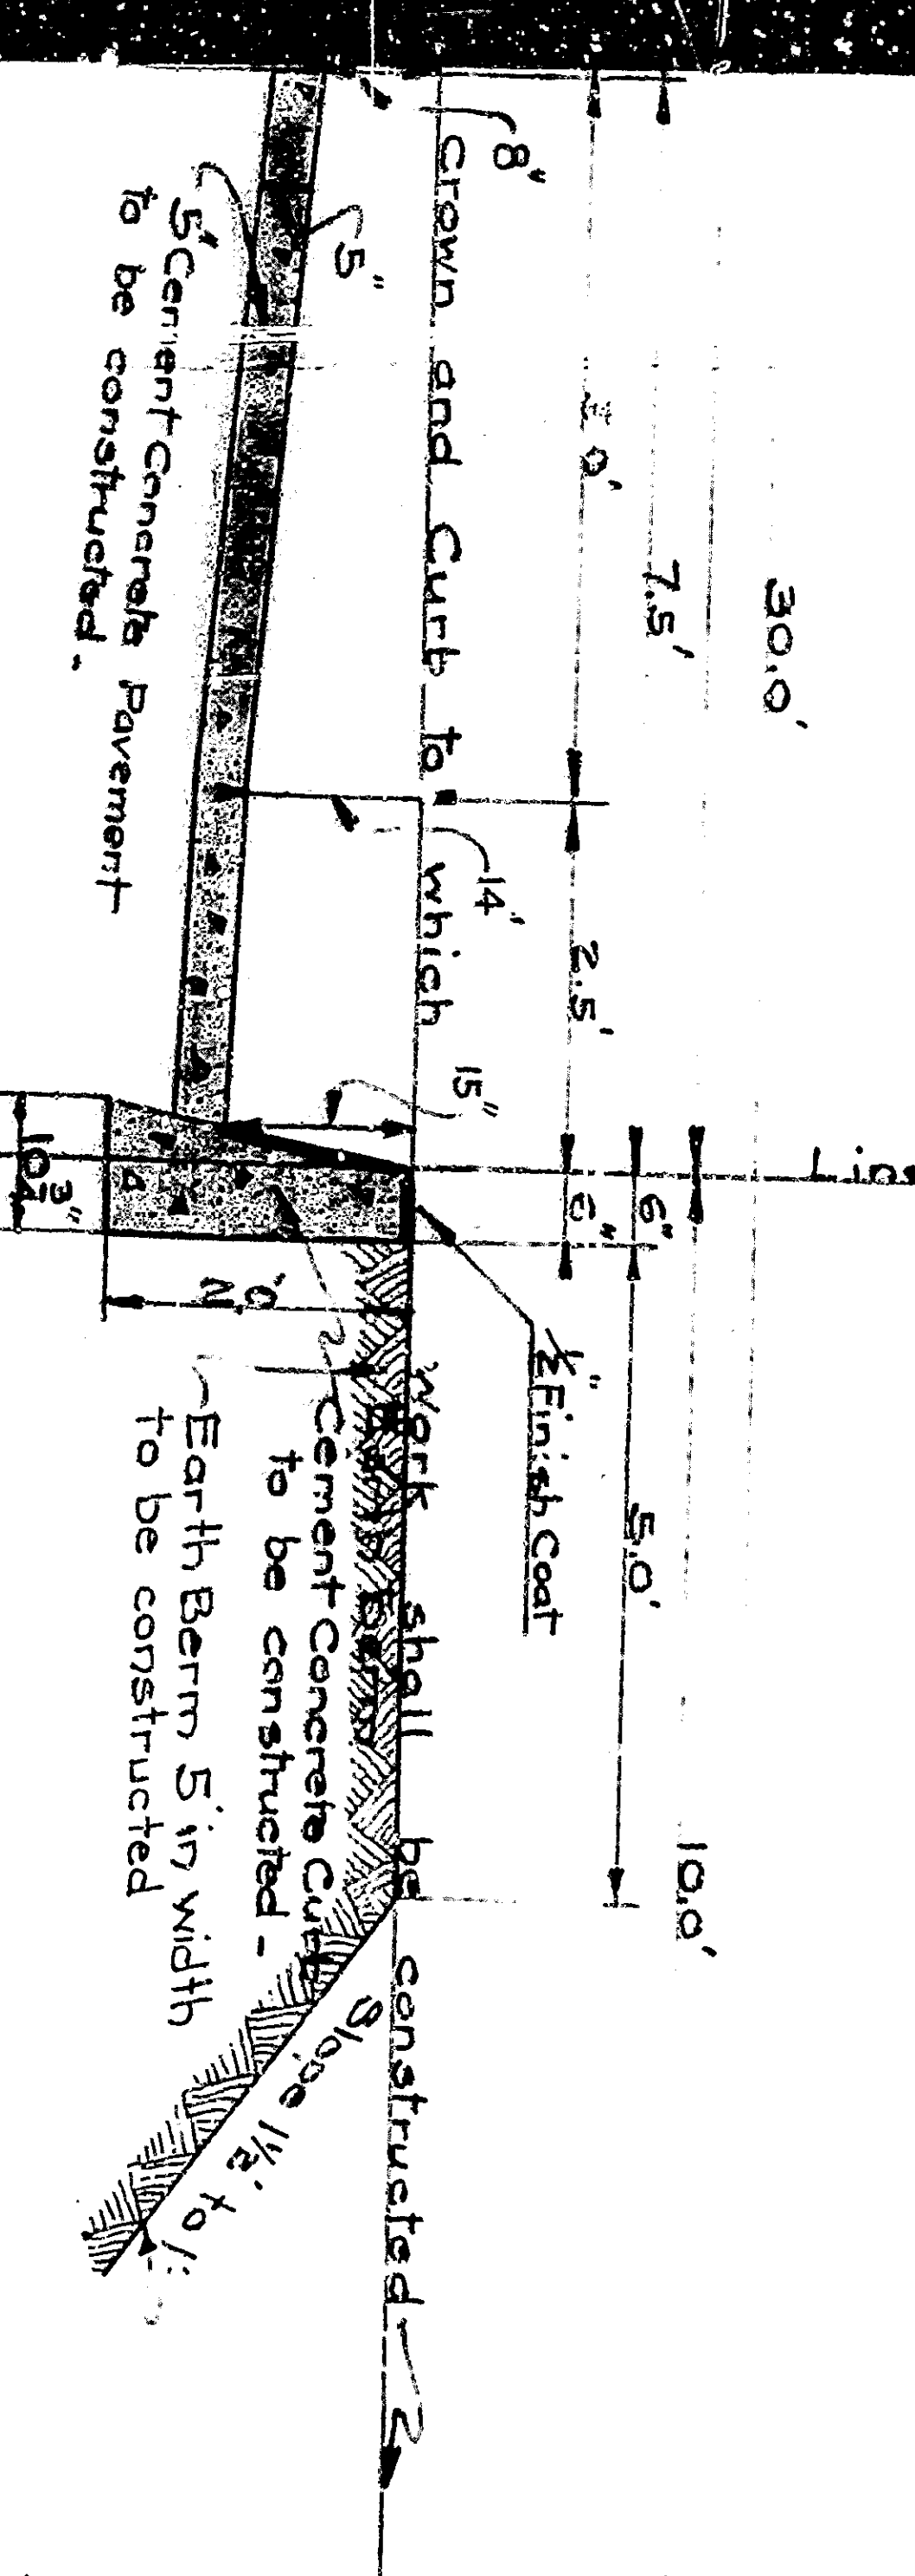 30.0'
10.0'
7.5'
Line
6"
5.0'
0'
2.5'
6"
½" Finish Coat
8"
14"
15"
Crown and Curb to which Work shall be constructed
5"
5" Cement Concrete Pavement
to be constructed.
Cement Concrete Curb
to be constructed -
Slope 1½' to 1'
2.0'
Earth Berm 5' in width
to be constructed
10¾"